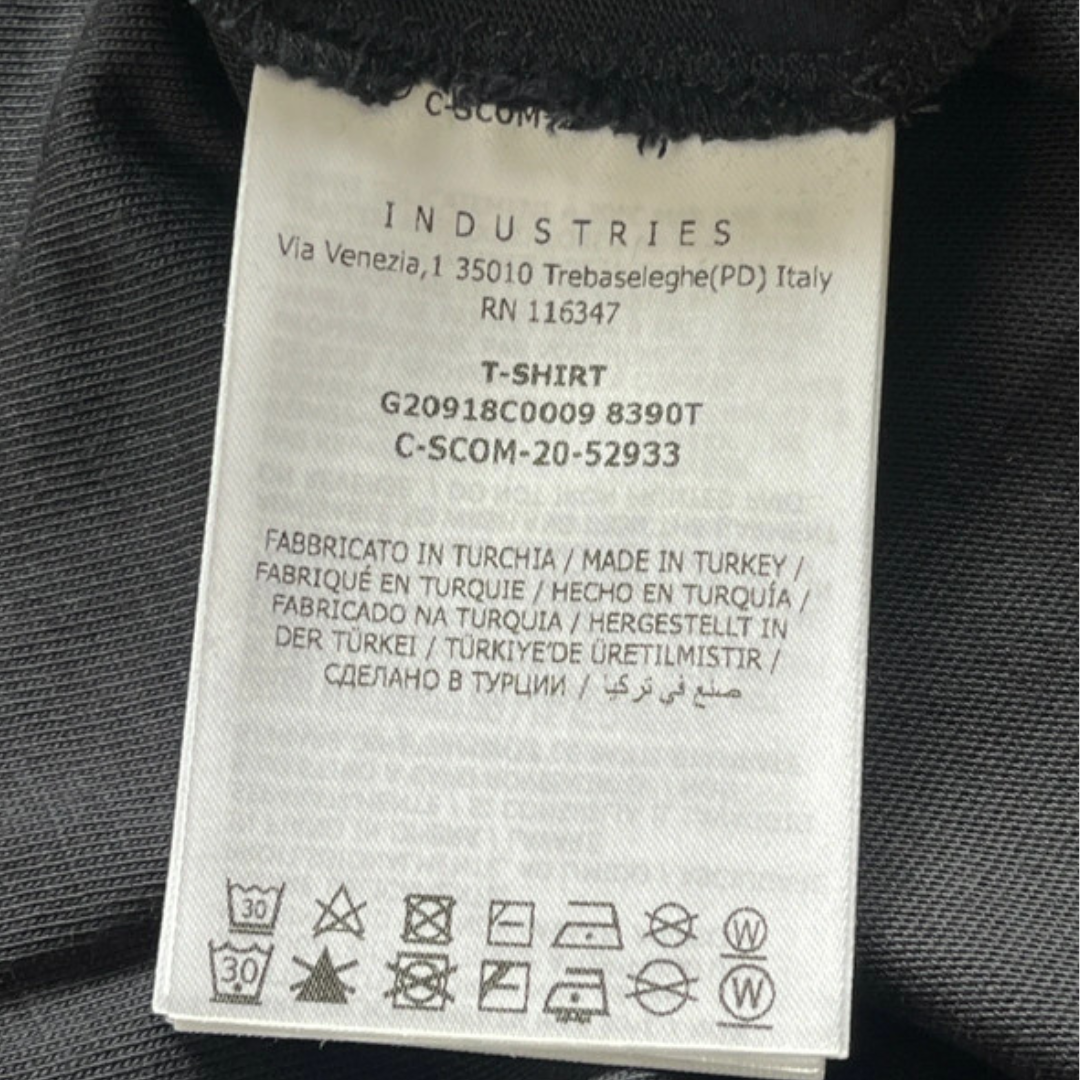 C-SCOM-
INDUSTRIES
Via Venezia,1 35010 Trebaseleghe(PD) Italy
RN 116347
T-SHIRT
G20918C0009 8390T
C-SCOM-20-52933
FABBRICATO IN TURCHIA / MADE IN TURKEY /
FABRIQUÉ EN TURQUIE / HECHO EN TURQUÍA /
FABRICADO NA TURQUIA / HERGESTELLT IN
DER TÜRKEI / TÜRKIYE'DE ÜRETILMISTIR /
СДЕЛАНО В ТУРЦИИ / صنع في تركيا
30 W
30 W